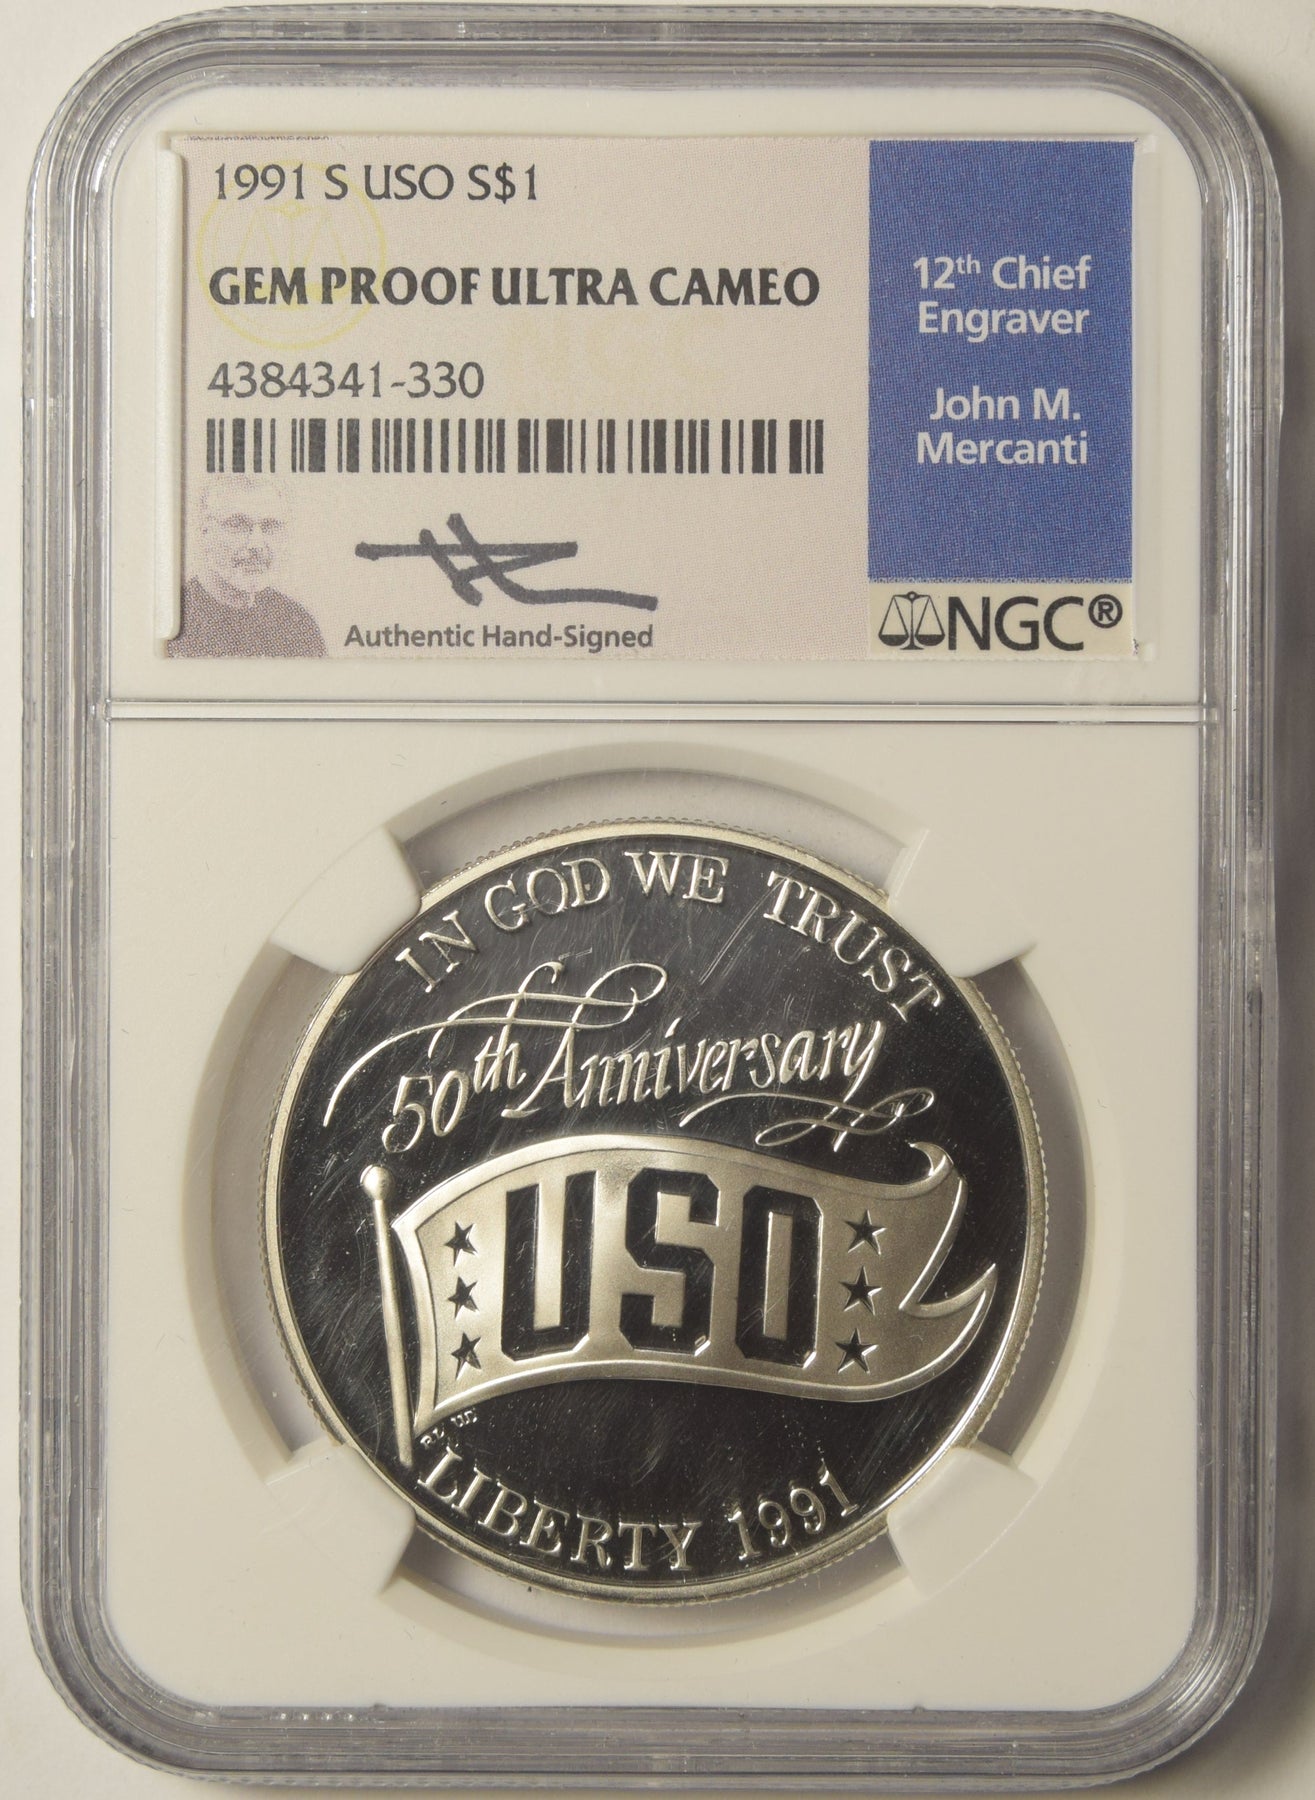 1991 S USO S$1
GEM PROOF ULTRA CAMEO
4384341-330
Authentic Hand-Signed
12th Chief
Engraver
John M.
Mercanti
NGC®
IN GOD WE TRUST
50th Anniversary
USO
LIBERTY 1991